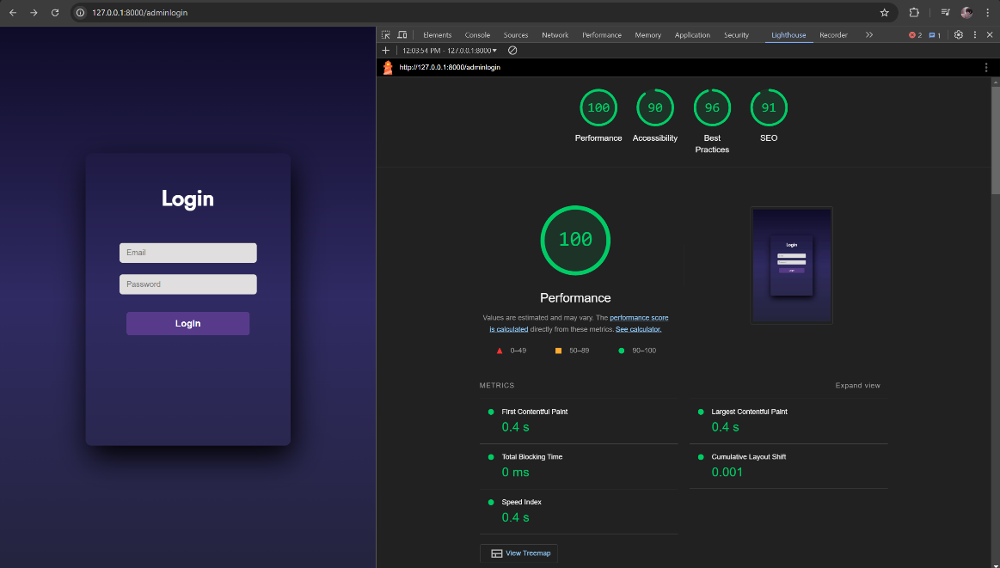 127.0.0.1:8000/adminlogin
Elements Console Sources Network Performance Memory Application Security Lighthouse Recorder 2 1
12:03:54 PM - 127.0.0.1:8000
http://127.0.0.1:8000/adminlogin
Login
Email
Password
Login
100 90 96 91
Performance Accessibility Best Practices SEO
100
Performance
Values are estimated and may vary. The performance score
is calculated directly from these metrics. See calculator.
0–49 50–89 90–100
METRICS Expand view
First Contentful Paint
0.4 s
Largest Contentful Paint
0.4 s
Total Blocking Time
0 ms
Cumulative Layout Shift
0.001
Speed Index
0.4 s
View Treemap
Login
Login